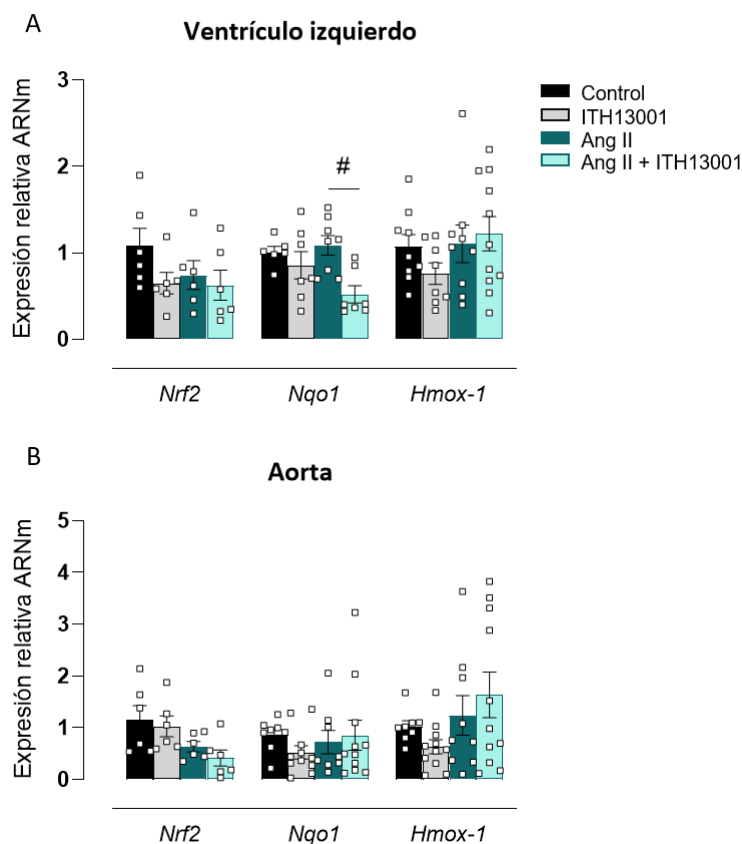 A
Ventrículo izquierdo
Expresión relativa ARNm
3
2
1
0
#
Control
ITH13001
Ang II
Ang II + ITH13001
Nrf2
Nqo1
Hmox-1
B
Aorta
Expresión relativa ARNm
5
4
3
2
1
0
Nrf2
Nqo1
Hmox-1